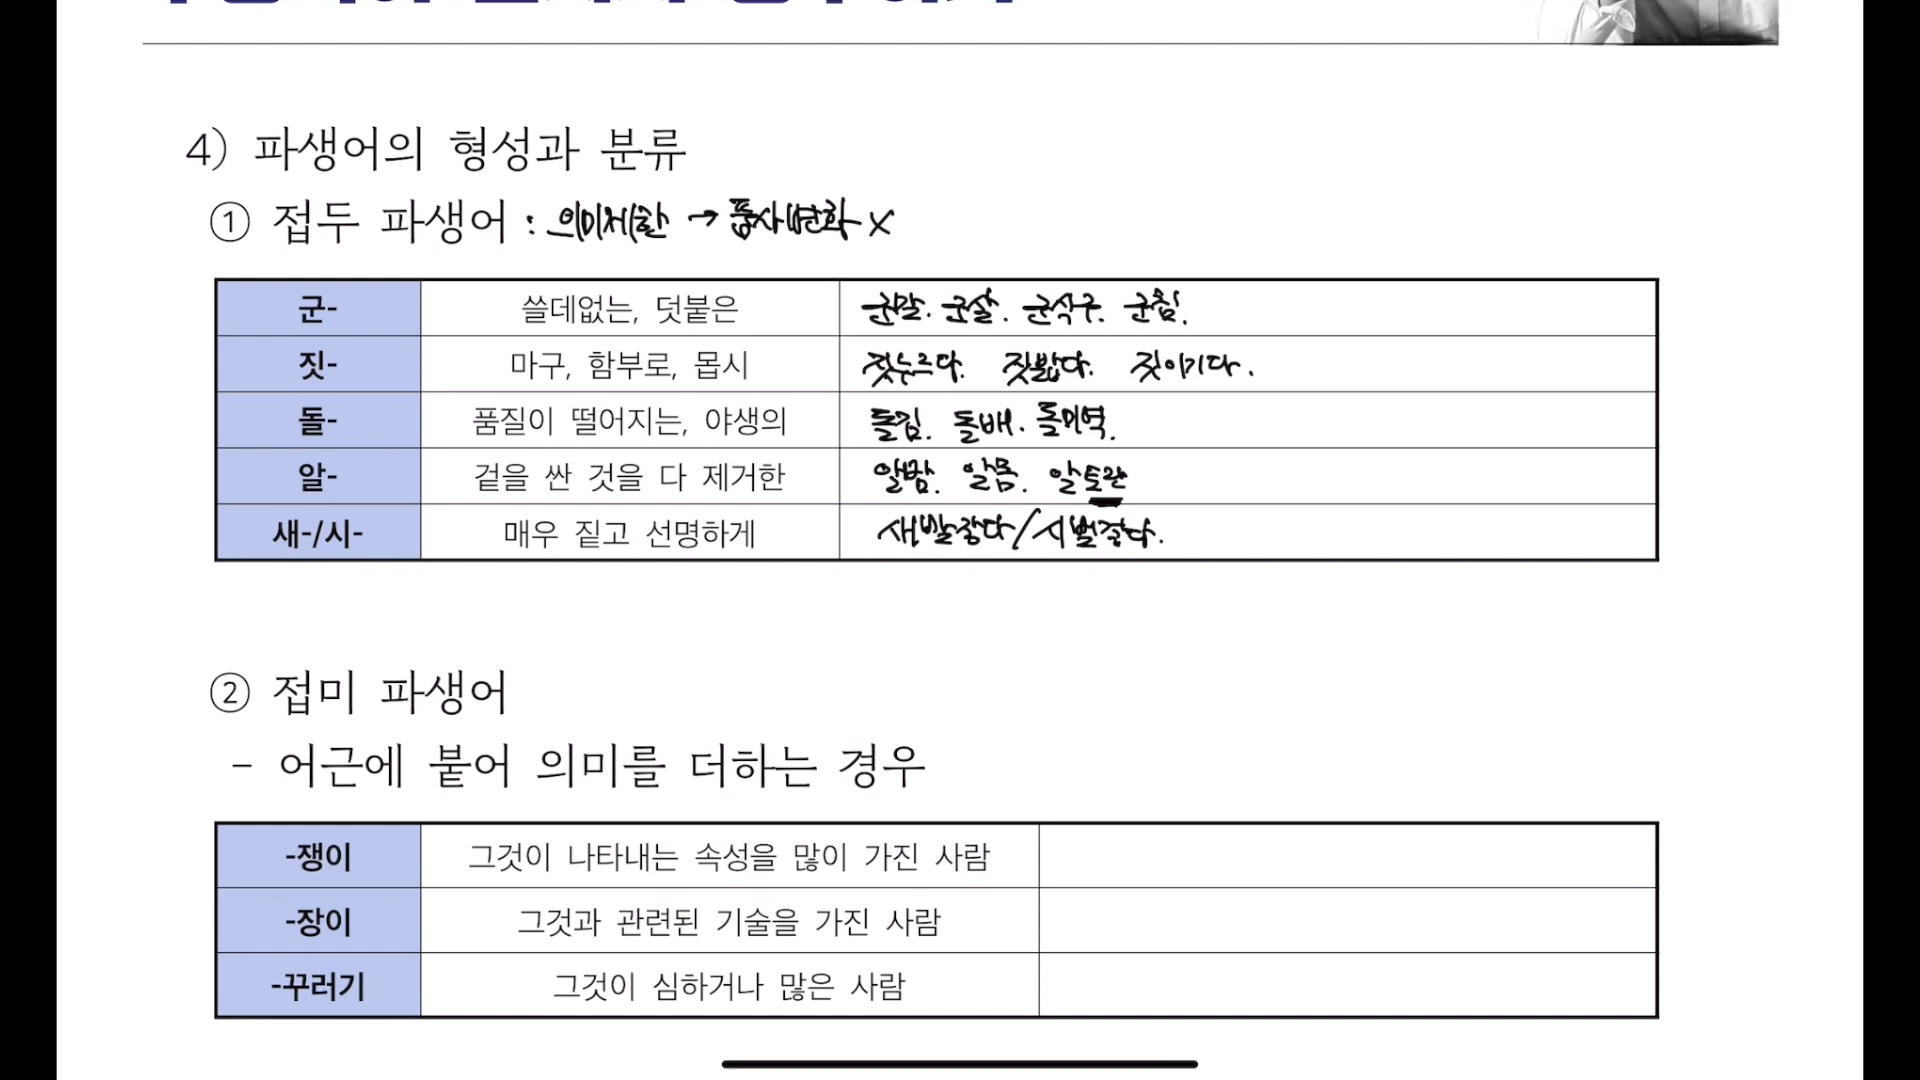 4) 파생어의 형성과 분류
① 접두 파생어 : 의미제한 → 품사변화 X
군- 쓸데없는, 덧붙은 군말. 군살. 군식구. 군침.
짓- 마구, 함부로, 몹시 짓누르다. 짓밟다. 짓이기다.
돌- 품질이 떨어지는, 야생의 돌김. 돌배. 돌미역.
알- 겉을 싼 것을 다 제거한 알밤. 알몸. 알토란
새-/시- 매우 짙고 선명하게 새빨갛다/시뻘겋다.
② 접미 파생어
- 어근에 붙어 의미를 더하는 경우
-쟁이 그것이 나타내는 속성을 많이 가진 사람
-장이 그것과 관련된 기술을 가진 사람
-꾸러기 그것이 심하거나 많은 사람